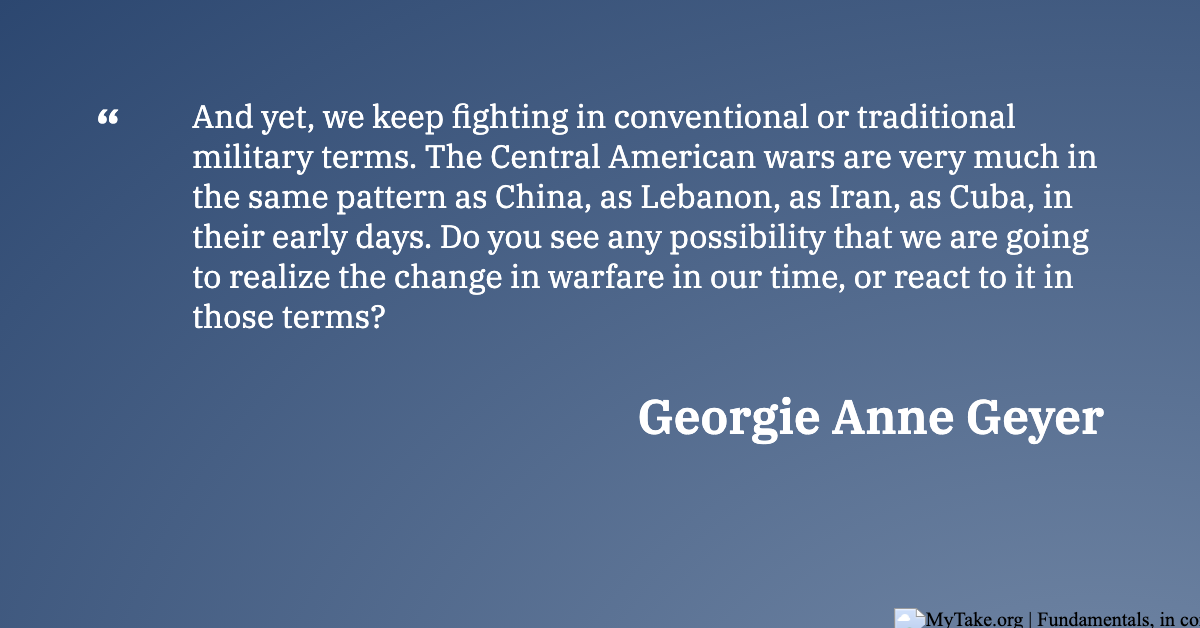 “ And yet, we keep fighting in conventional or traditional
military terms. The Central American wars are very much in
the same pattern as China, as Lebanon, as Iran, as Cuba, in
their early days. Do you see any possibility that we are going
to realize the change in warfare in our time, or react to it in
those terms?
Georgie Anne Geyer
MyTake.org | Fundamentals, in co